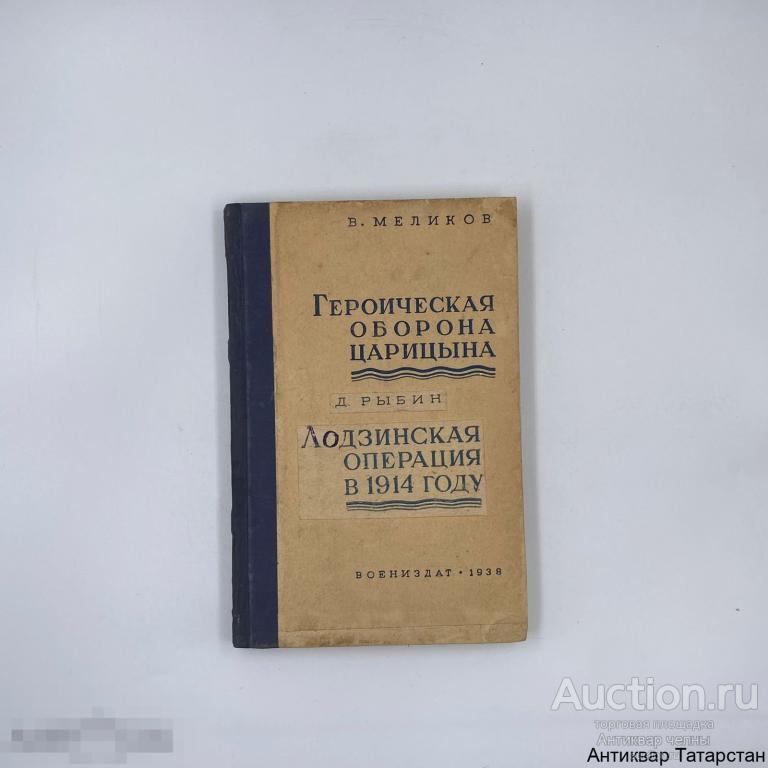 В. МЕЛИКОВ
ГЕРОИЧЕСКАЯ
ОБОРОНА
ЦАРИЦЫНА
Д. РЫБИН
ЛОДЗИНСКАЯ
ОПЕРАЦИЯ
В 1914 ГОДУ
ВОЕНИЗДАТ • 1938
Auction.ru
торговая площадка
Антиквар челны
Антиквар Татарстан